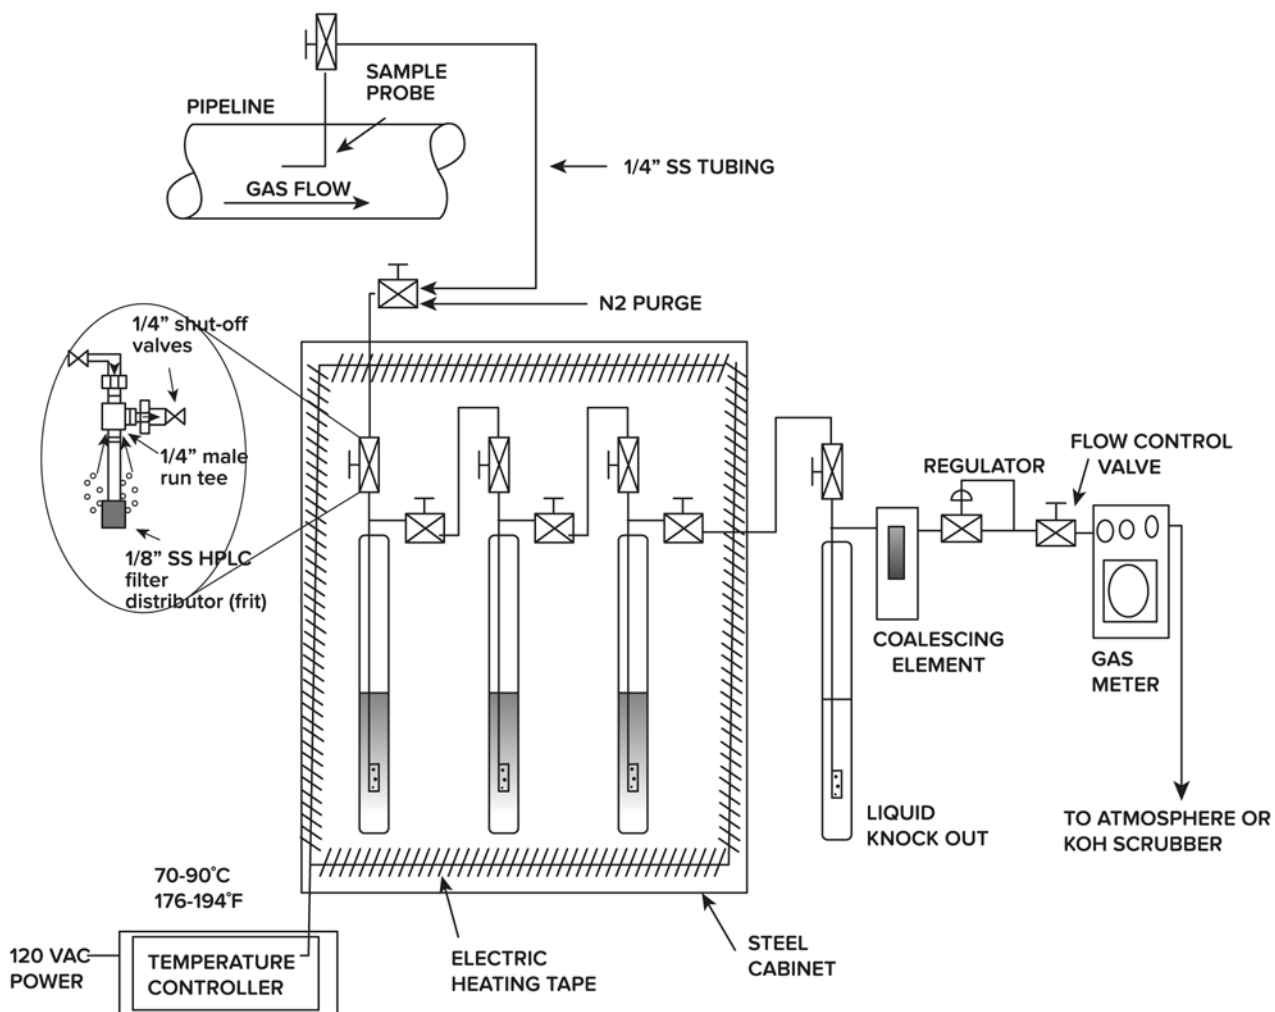 SAMPLE
PROBE
PIPELINE
GAS FLOW
1/4” SS TUBING
N2 PURGE
1/4” shut-off
valves
1/4” male
run tee
1/8” SS HPLC
filter
distributor (frit)
FLOW CONTROL
VALVE
REGULATOR
COALESCING
ELEMENT
GAS
METER
LIQUID
KNOCK OUT
TO ATMOSPHERE OR
KOH SCRUBBER
70-90°C
176-194°F
120 VAC
POWER
TEMPERATURE
CONTROLLER
ELECTRIC
HEATING TAPE
STEEL
CABINET